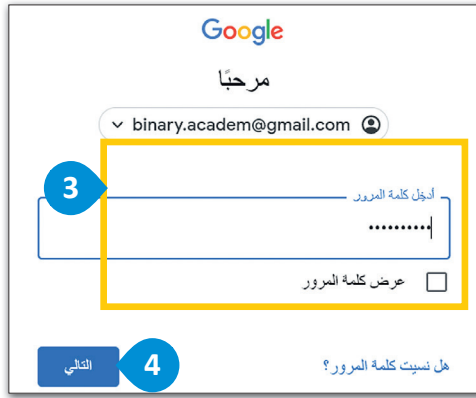 Google
مرحبًا
binary.academ@gmail.com
3
أدخِل كلمة المرور
••••••••••
عرض كلمة المرور
هل نسيت كلمة المرور؟
4
التالي